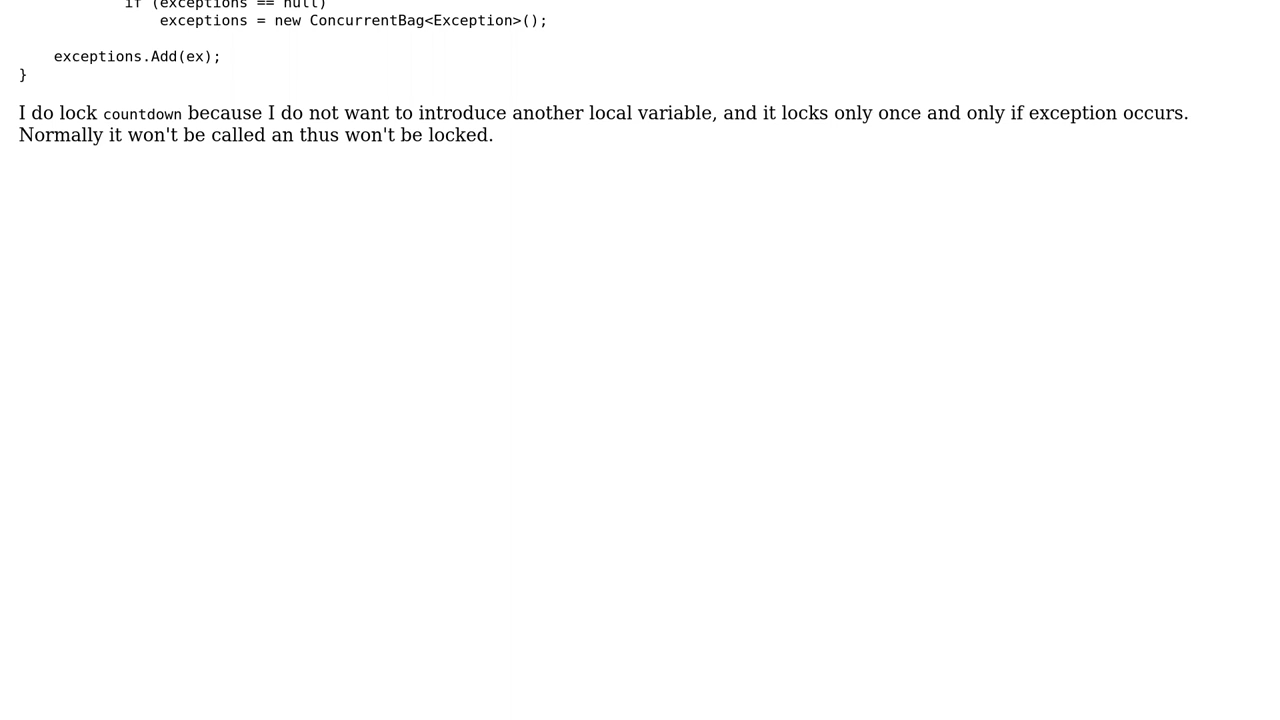 if (exceptions == null)
exceptions = new ConcurrentBag<Exception>();
exceptions.Add(ex);
}
I do lock countdown because I do not want to introduce another local variable, and it locks only once and only if exception occurs.
Normally it won't be called an thus won't be locked.